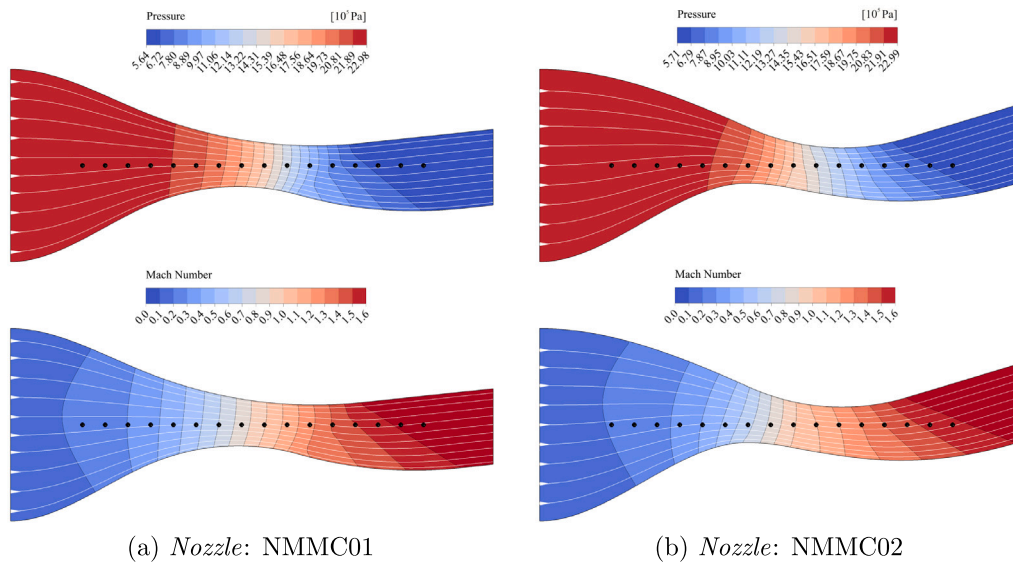 Pressure [10⁵ Pa]
5.64 6.72 7.80 8.89 9.97 11.06 12.14 13.22 14.31 15.39 16.48 17.56 18.64 19.73 20.81 21.89 22.98
Mach Number
0.0 0.1 0.2 0.3 0.4 0.5 0.6 0.7 0.8 0.9 1.0 1.1 1.2 1.3 1.4 1.5 1.6
(a) Nozzle: NMMC01
Pressure [10⁵ Pa]
5.71 6.79 7.87 8.95 10.03 11.11 12.19 13.27 14.35 15.43 16.51 17.59 18.67 19.75 20.83 21.91 22.99
Mach Number
0.0 0.1 0.2 0.3 0.4 0.5 0.6 0.7 0.8 0.9 1.0 1.1 1.2 1.3 1.4 1.5 1.6
(b) Nozzle: NMMC02